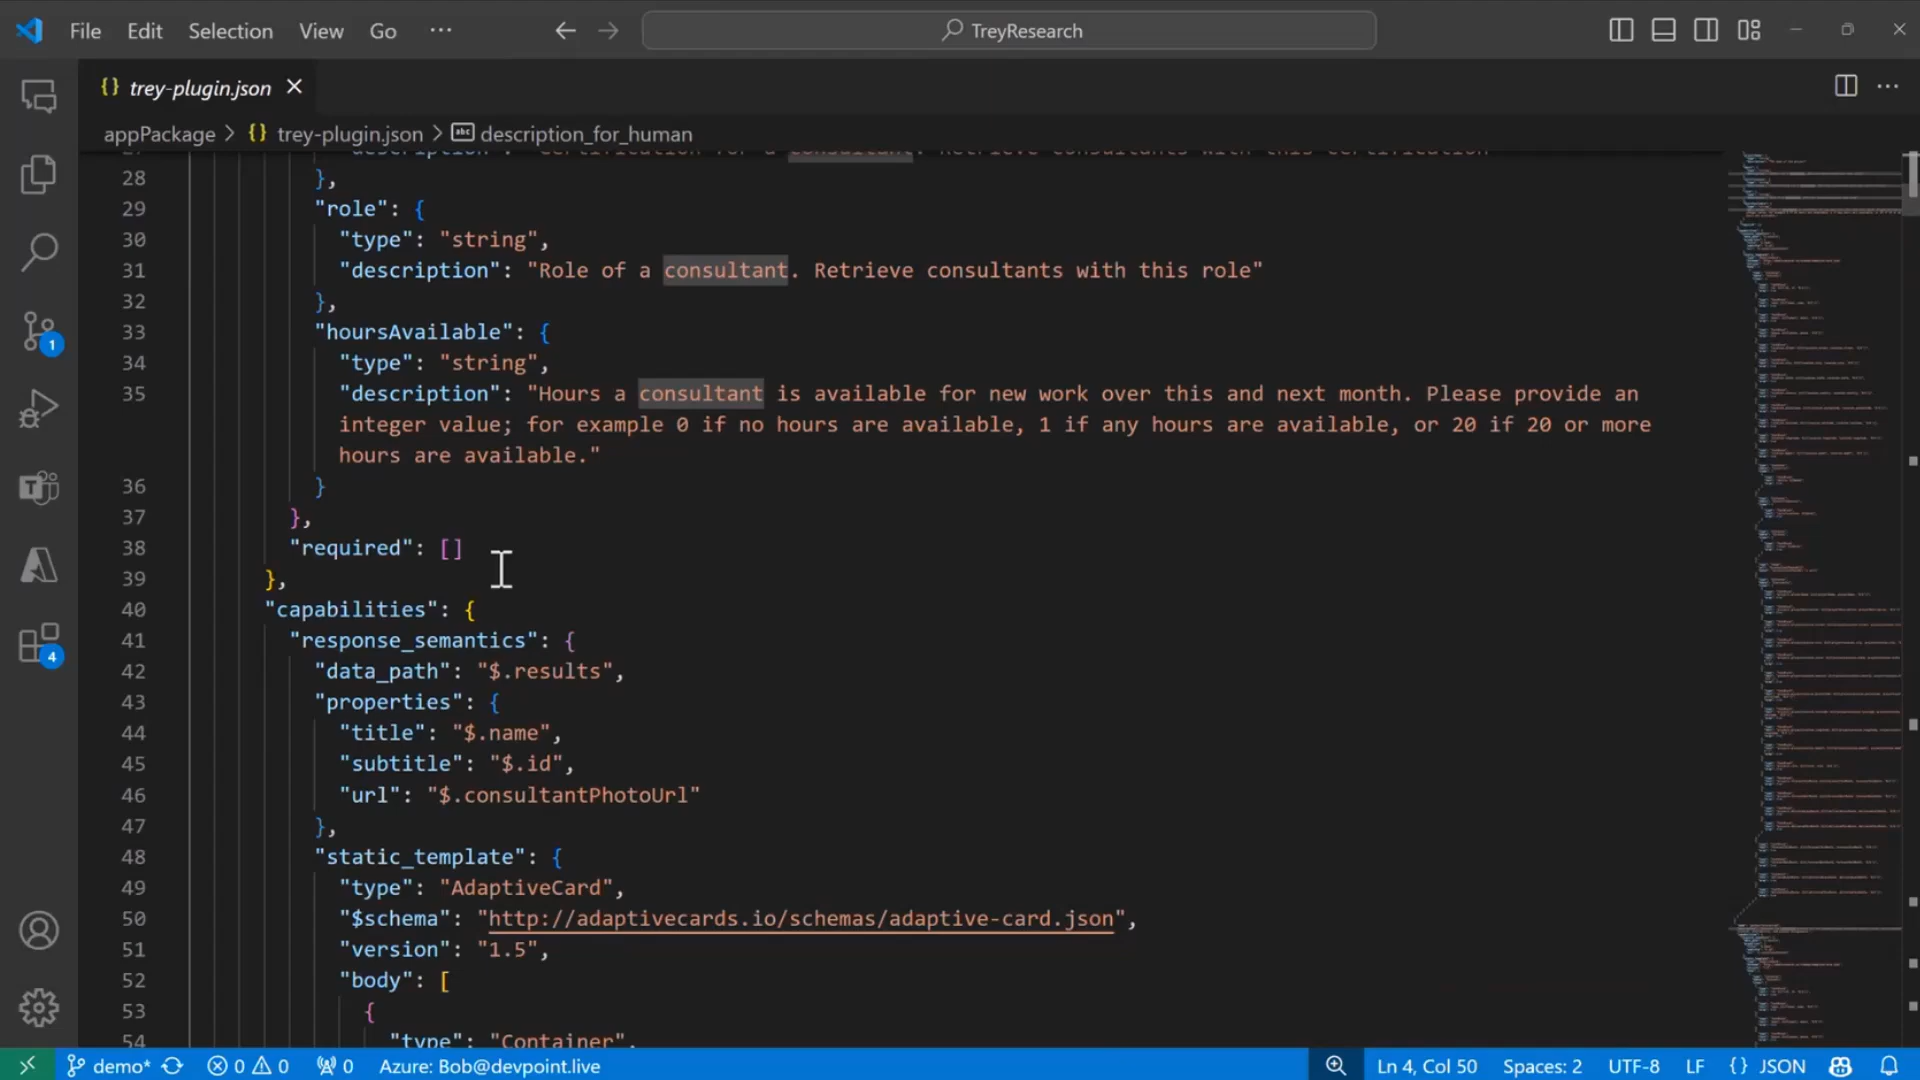 File Edit Selection View Go ··· TreyResearch
{} trey-plugin.json
appPackage > {} trey-plugin.json > abc description_for_human
28 },
29 "role": {
30 "type": "string",
31 "description": "Role of a consultant. Retrieve consultants with this role"
32 },
33 "hoursAvailable": {
34 "type": "string",
35 "description": "Hours a consultant is available for new work over this and next month. Please provide an
integer value; for example 0 if no hours are available, 1 if any hours are available, or 20 if 20 or more
hours are available."
36 }
37 },
38 "required": []
39 },
40 "capabilities": {
41 "response_semantics": {
42 "data_path": "$.results",
43 "properties": {
44 "title": "$.name",
45 "subtitle": "$.id",
46 "url": "$.consultantPhotoUrl"
47 },
48 "static_template": {
49 "type": "AdaptiveCard",
50 "$schema": "http://adaptivecards.io/schemas/adaptive-card.json",
51 "version": "1.5",
52 "body": [
53 {
54 "type": "Container",
1
4
demo* 0 0 0 Azure: Bob@devpoint.live Ln 4, Col 50 Spaces: 2 UTF-8 LF {} JSON